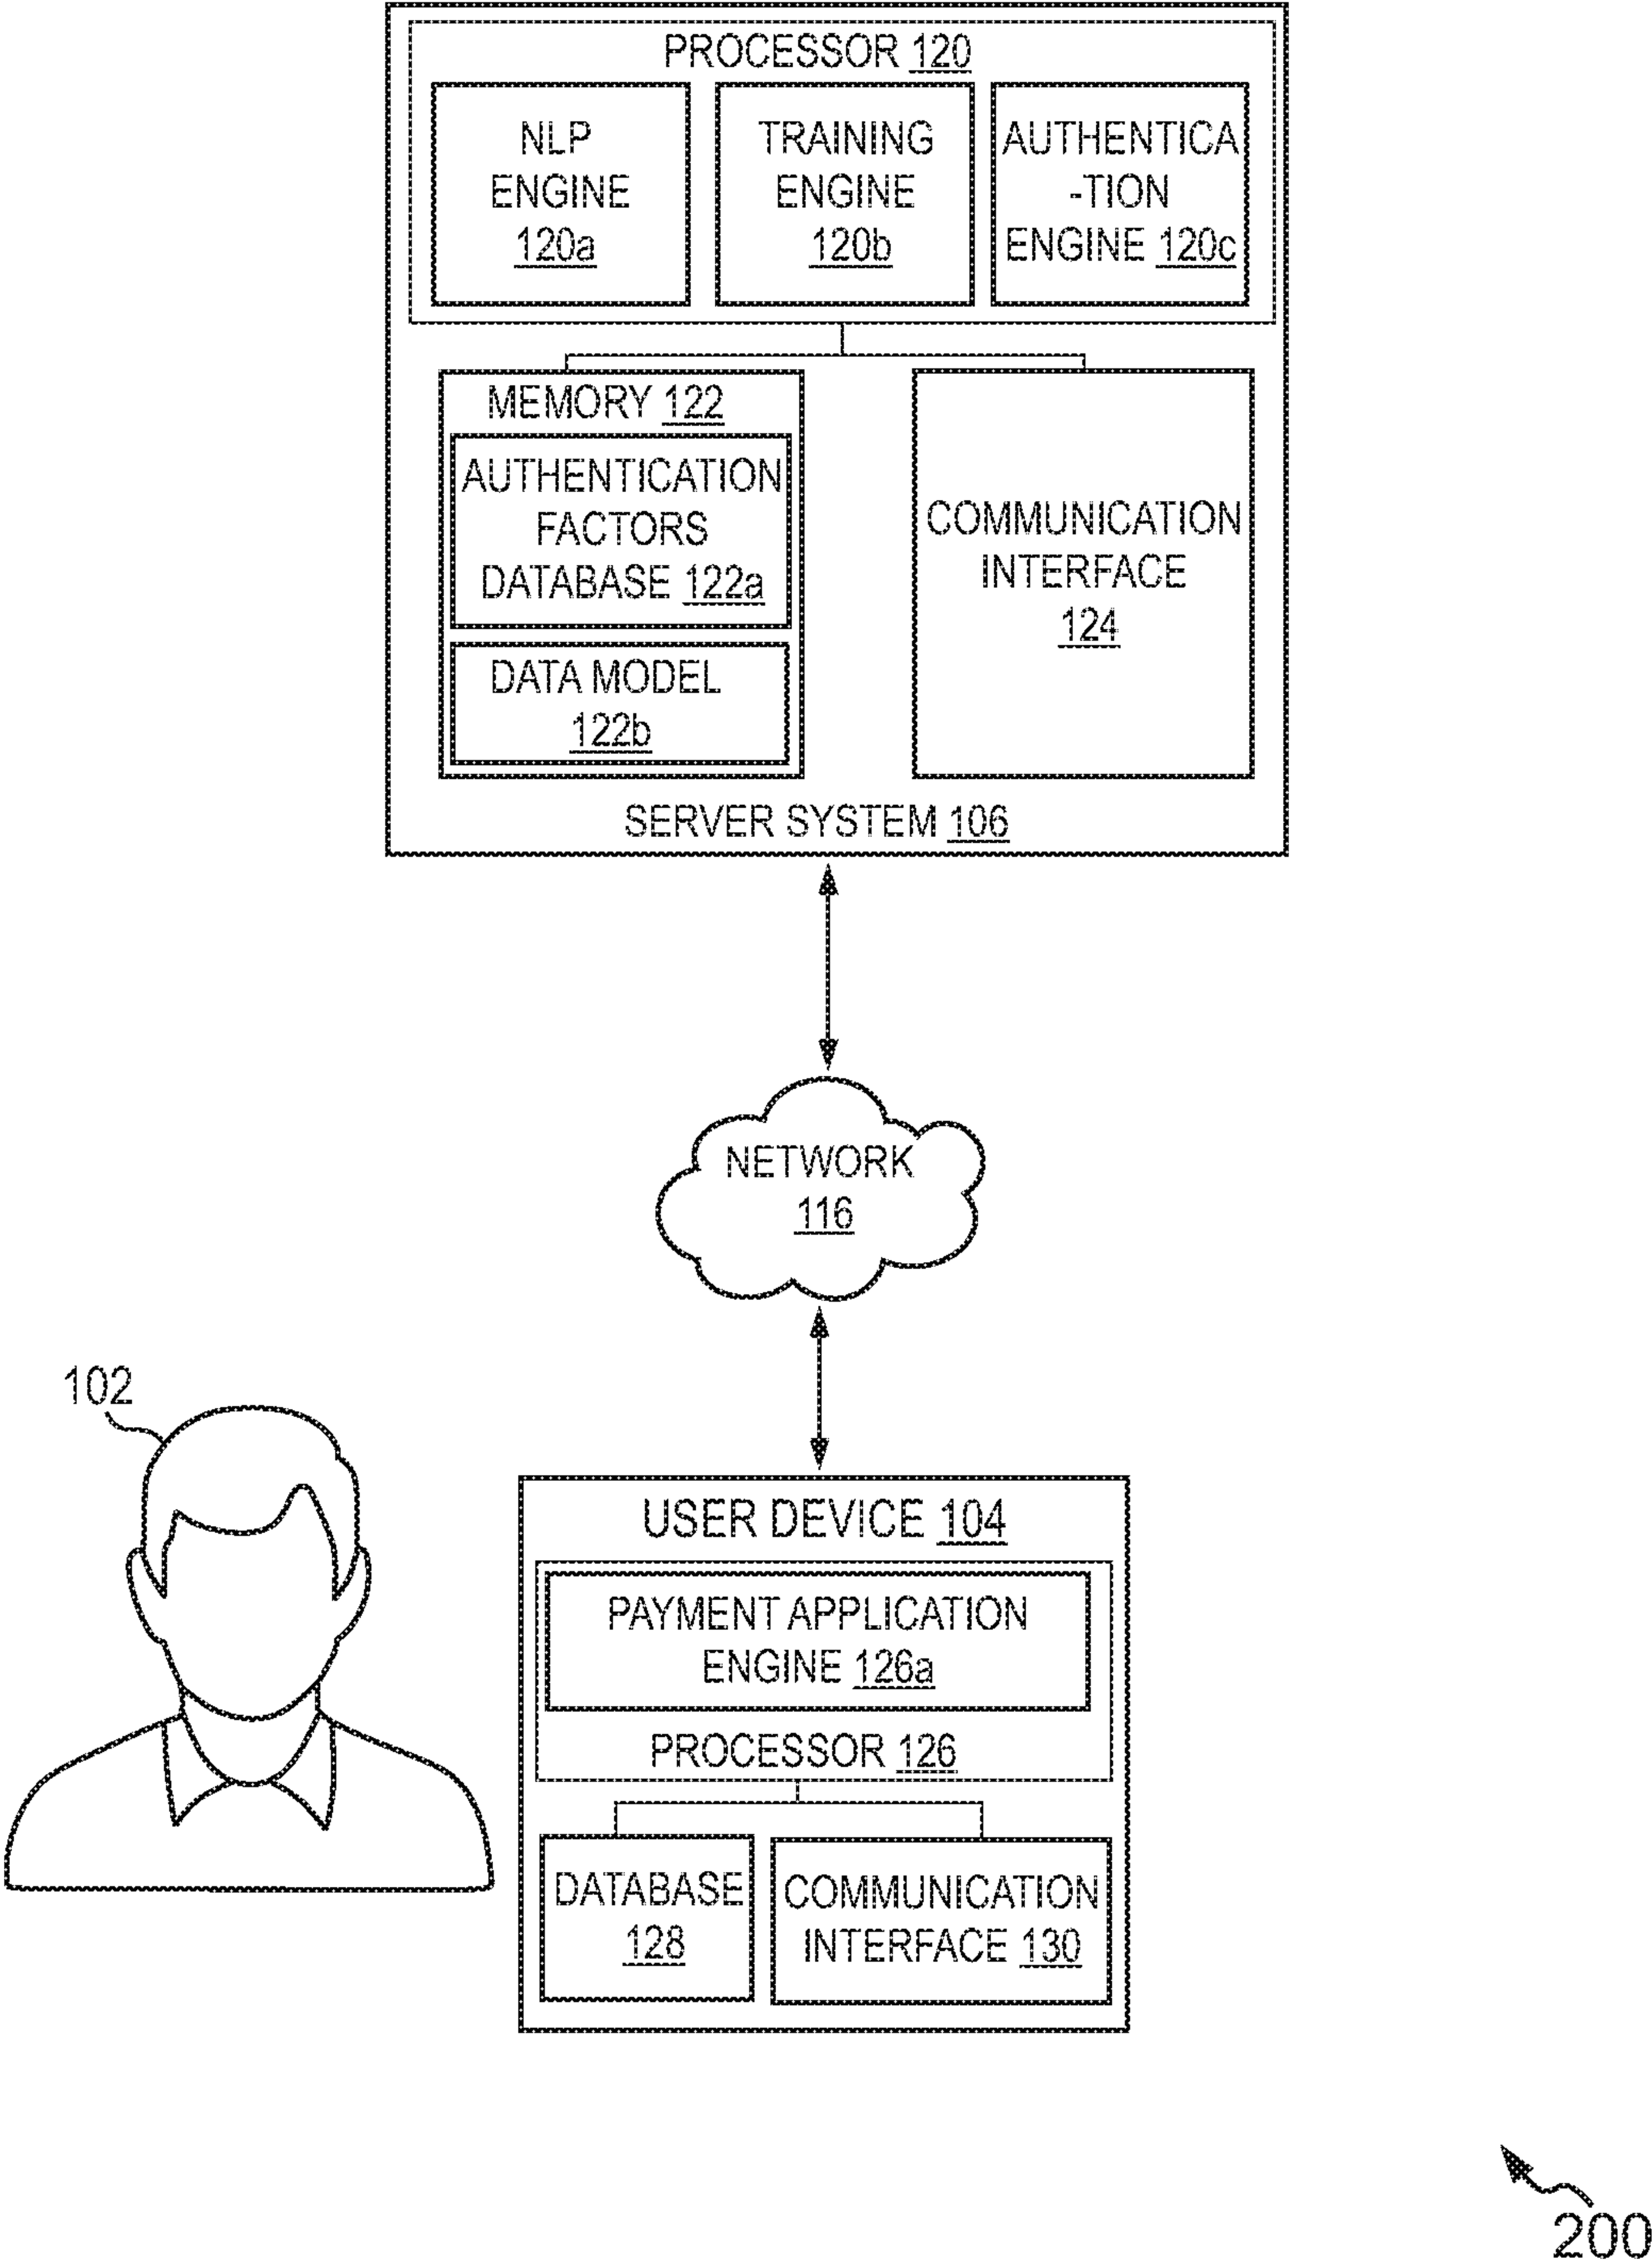 PROCESSOR 120
NLP
ENGINE
120a
TRAINING
ENGINE
120b
AUTHENTICA
-TION
ENGINE 120c
MEMORY 122
AUTHENTICATION
FACTORS
DATABASE 122a
DATA MODEL
122b
COMMUNICATION
INTERFACE
124
SERVER SYSTEM 106
NETWORK
116
102
USER DEVICE 104
PAYMENT APPLICATION
ENGINE 126a
PROCESSOR 126
DATABASE
128
COMMUNICATION
INTERFACE 130
200